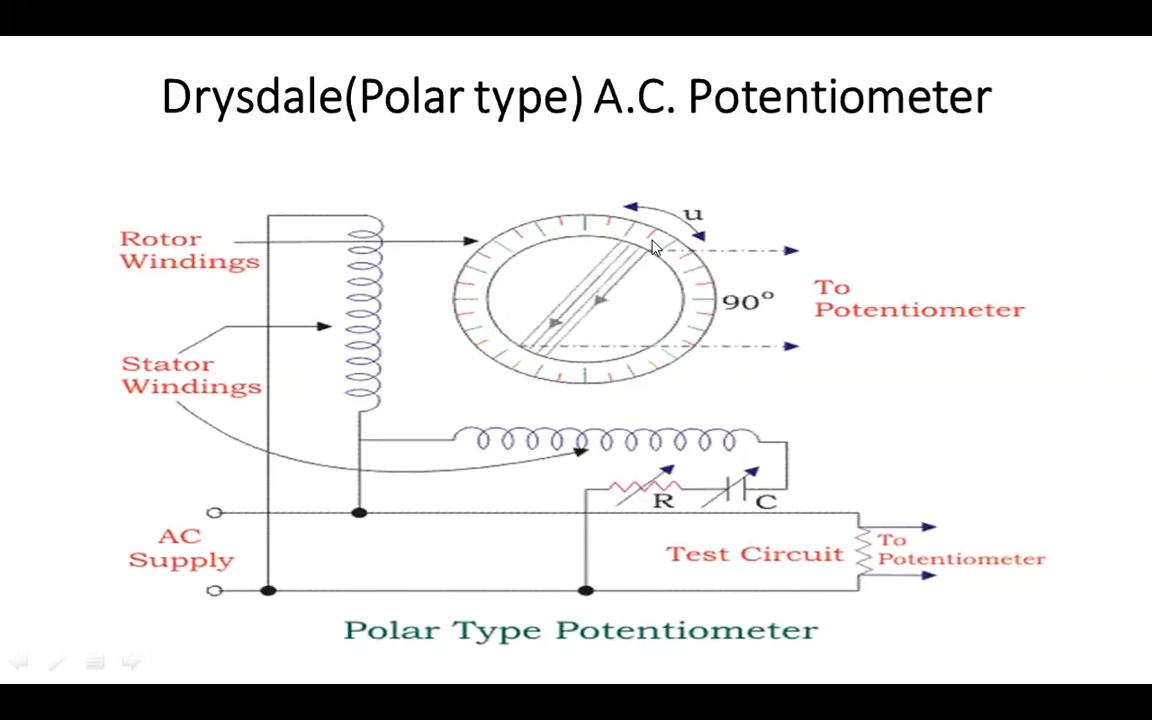 Drysdale(Polar type) A.C. Potentiometer
u
Rotor
Windings
90°
To
Potentiometer
Stator
Windings
R
C
AC
Supply
Test Circuit
To
Potentiometer
Polar Type Potentiometer